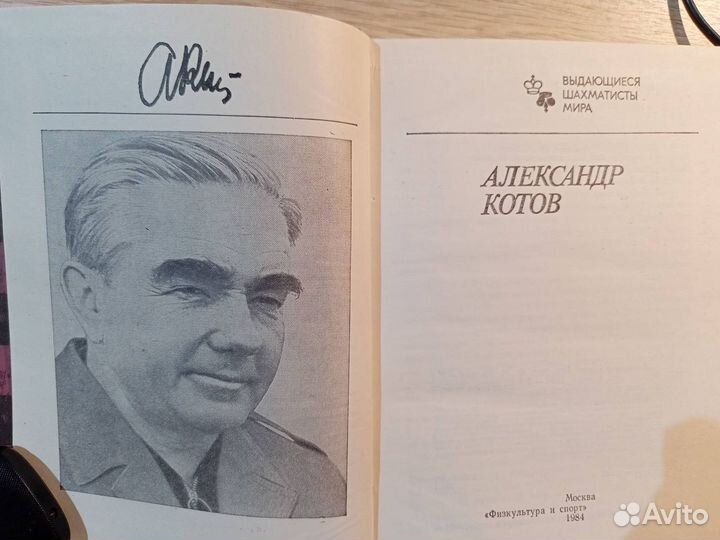 ВЫДАЮЩИЕСЯ
ШАХМАТИСТЫ
МИРА
АЛЕКСАНДР
КОТОВ
Москва
«Физкультура и спорт»
1984
Avito